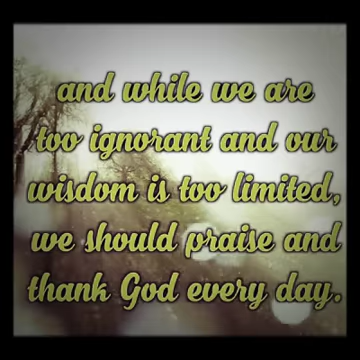 and while we are
too ignorant and our
wisdom is too limited,
we should praise and
thank God every day.